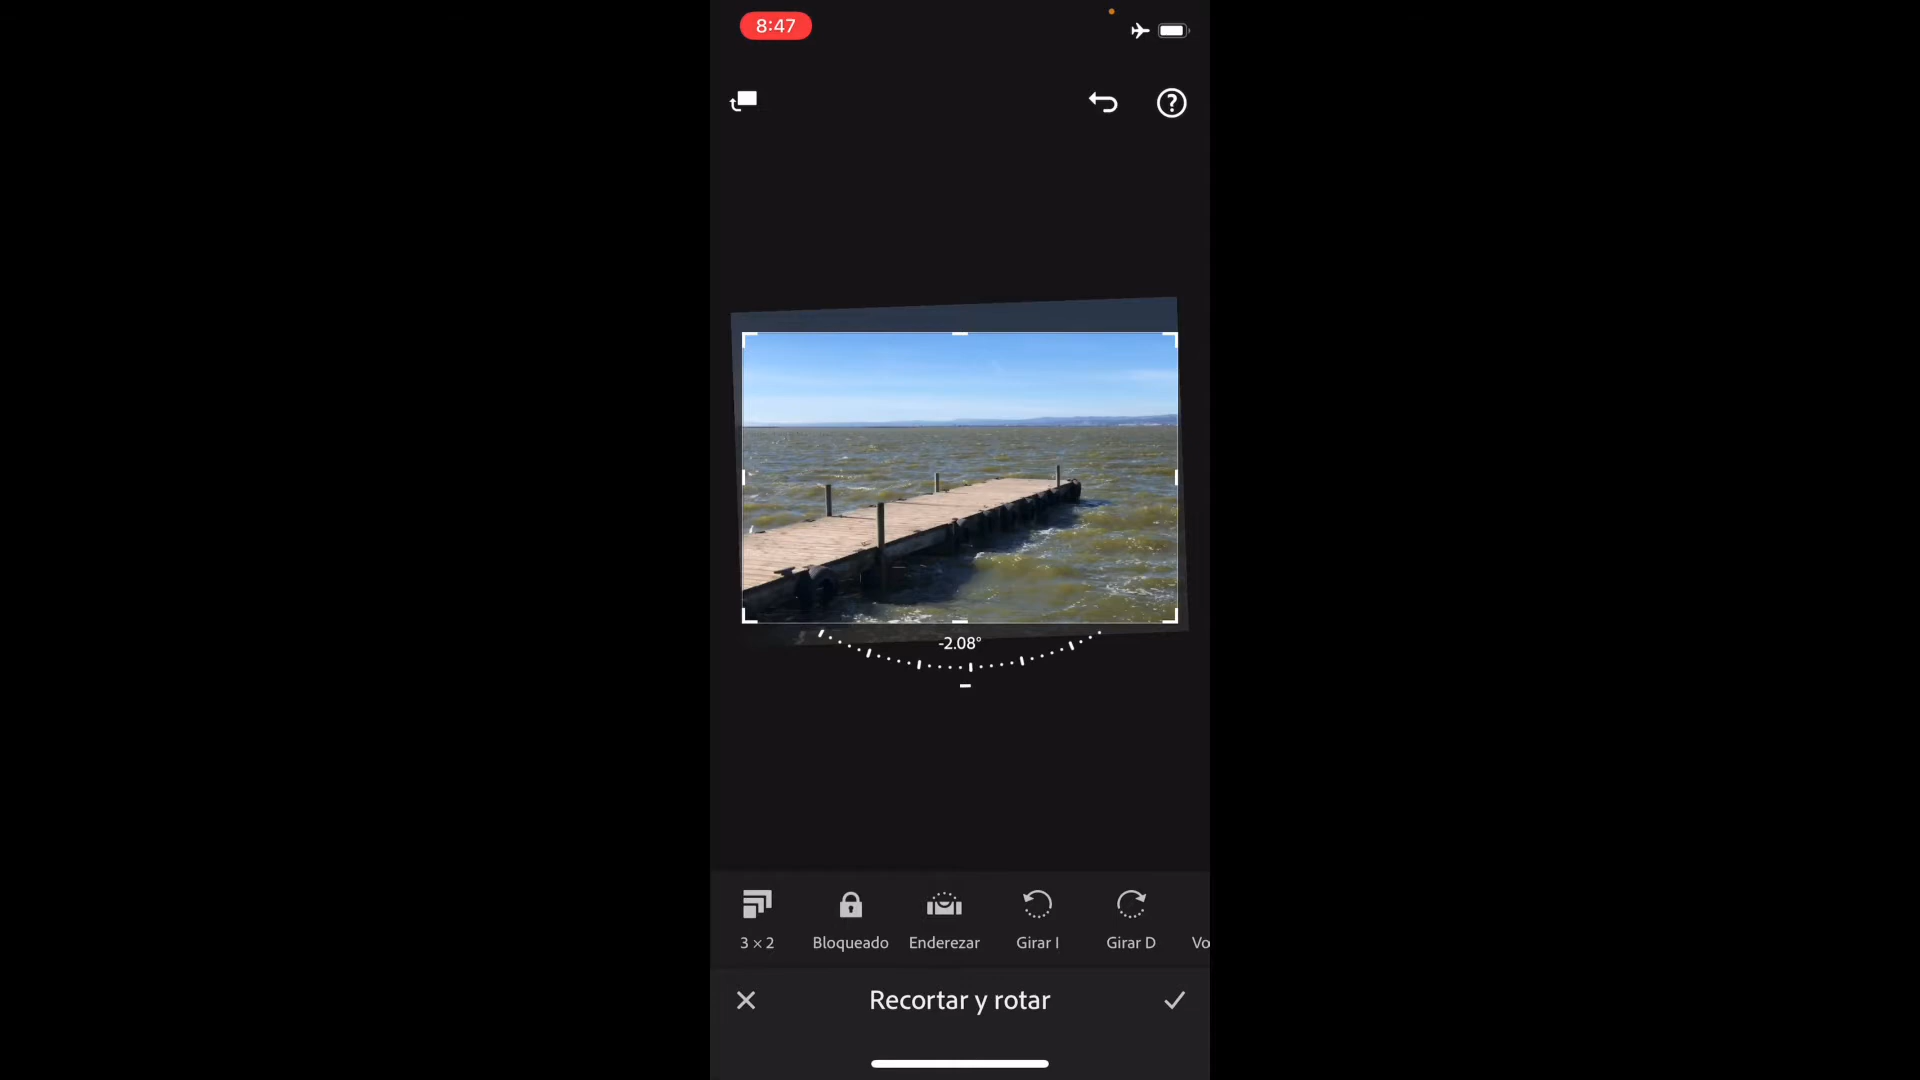 8:47
-2.08°
3 × 2
Bloqueado
Enderezar
Girar I
Girar D
Vo
Recortar y rotar